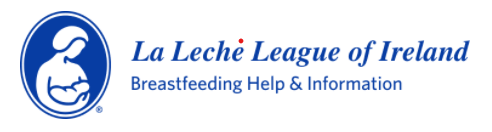 La Leche League of Ireland
Breastfeeding Help & Information
®